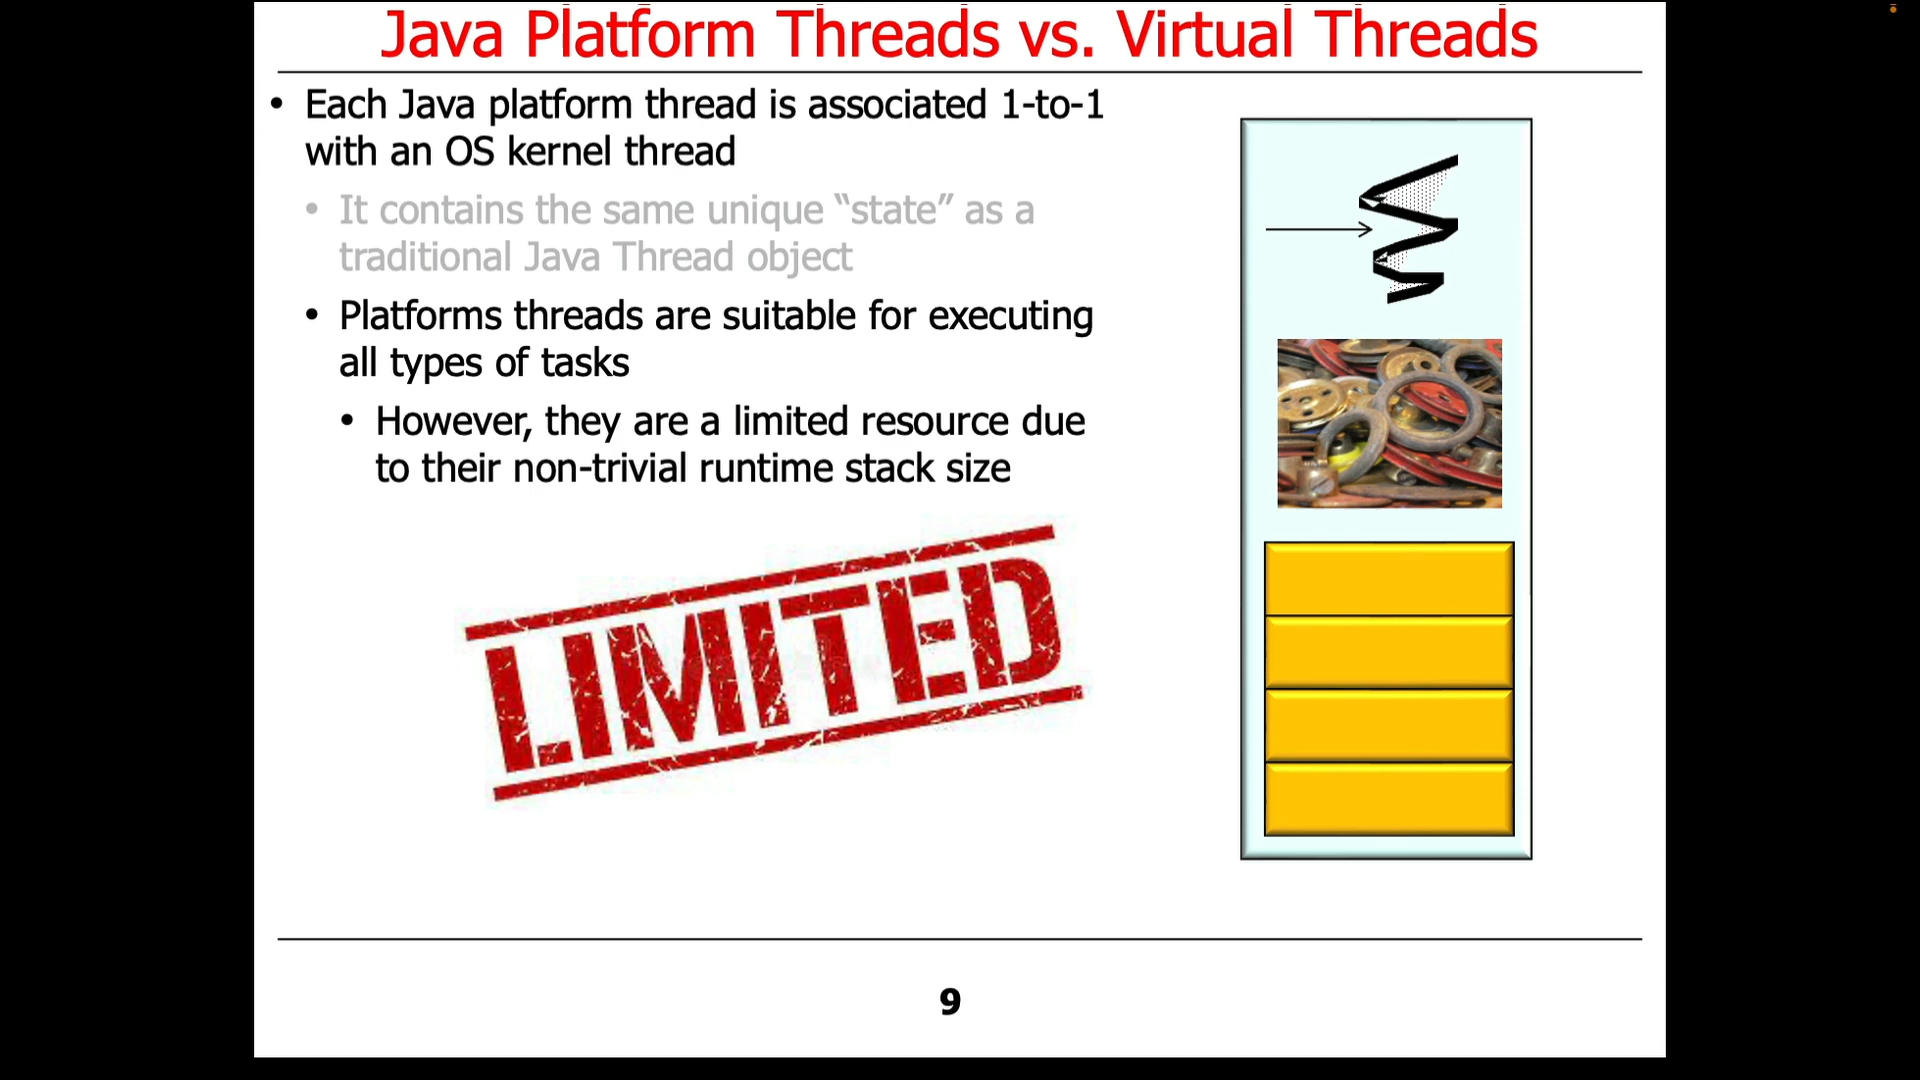 Java Platform Threads vs. Virtual Threads
• Each Java platform thread is associated 1-to-1
with an OS kernel thread
• It contains the same unique “state” as a
traditional Java Thread object
• Platforms threads are suitable for executing
all types of tasks
• However, they are a limited resource due
to their non-trivial runtime stack size
LIMITED
9